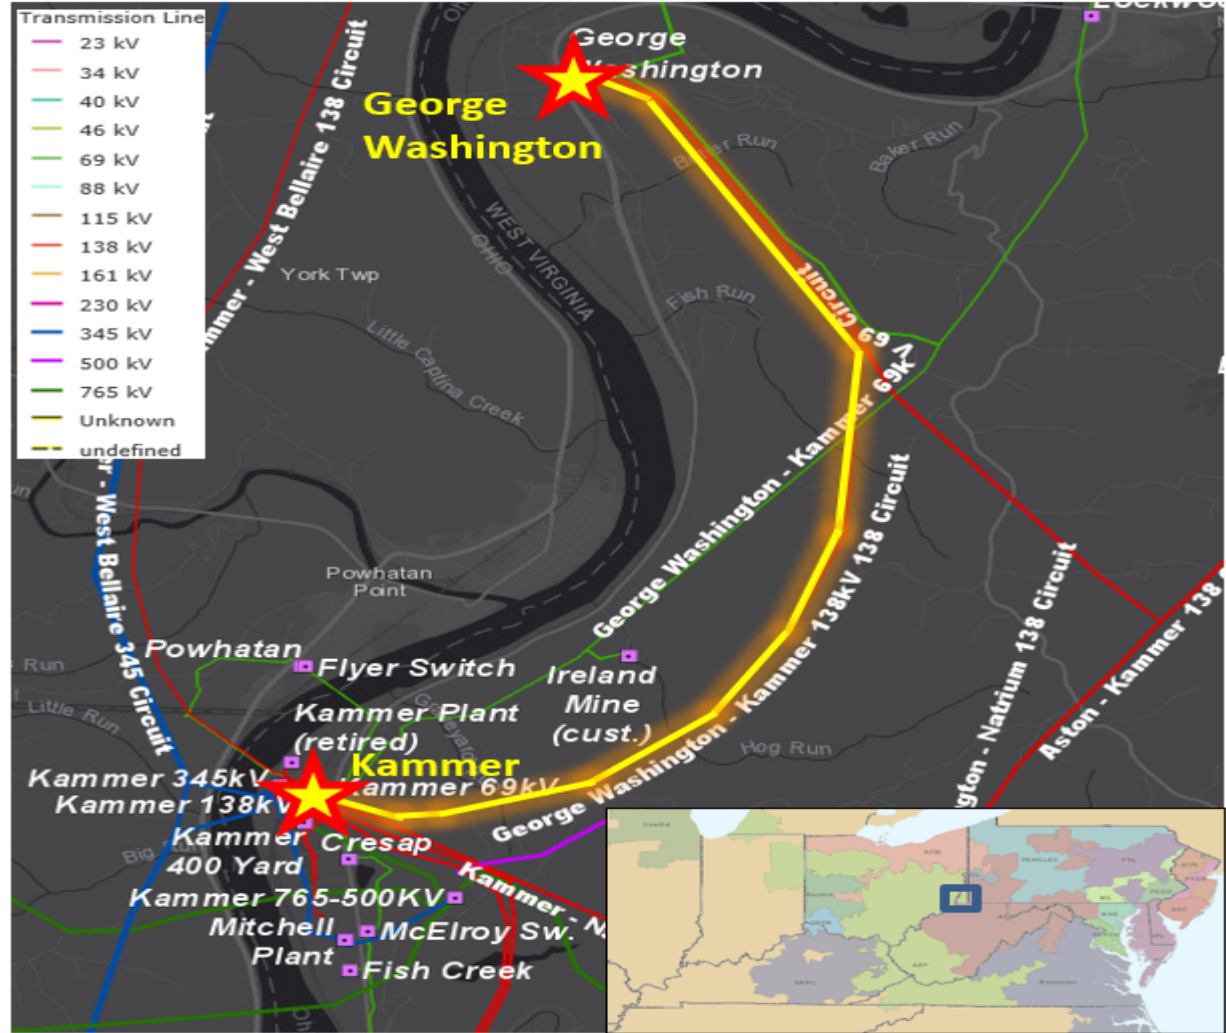 Transmission Line
23 kV
34 kV
40 kV
46 kV
69 kV
88 kV
115 kV
138 kV
161 kV
230 kV
345 kV
500 kV
765 kV
Unknown
undefined
George
Washington
George
Washington
Kammer - West Bellaire 138 Circuit
Baker Run
Baker Run
WEST VIRGINIA
OHIO
York Twp
Fish Run
Little Captina Creek
George Washington - Kammer 69kV 69 Circuit
George Washington - Kammer 138kV 138 Circuit
West Bellaire 345 Circuit
Powhatan
Point
Powhatan
Flyer Switch
Ireland
Mine
(cust.)
Run
Little Run
Kammer Plant
(retired)
Hog Run
Natrium 138 Circuit
Aston - Kammer 138
Kammer
Kammer 345kV
Kammer 69kV
Kammer 138kV
Kammer
400 Yard
Cresap
Big Run
Kammer 765-500KV
Kammer - N
Mitchell
Plant
McElroy Sw.
Fish Creek